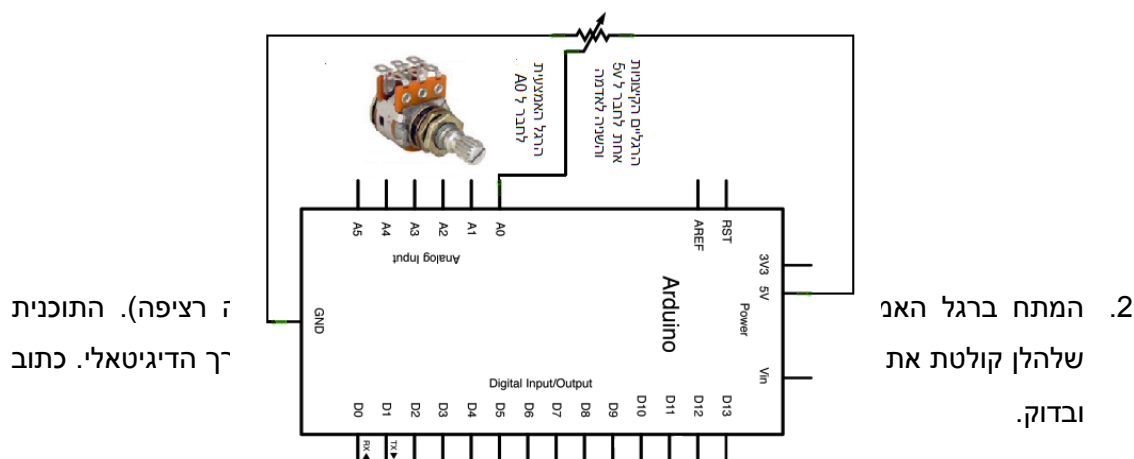 הרגל האמצעית
לחבר ל A0
הרגליים הקיצוניות
אחת לחבר ל 5v
והשניה לאדמה
A5 A4 A3 A2 A1 A0 AREF RST
Analog Input
3V3
5V
Power
Vin
GND
Arduino
Digital Input/Output
D0 D1 D2 D3 D4 D5 D6 D7 D8 D9 D10 D11 D12 D13
RX TX
2. המתח ברגל האמ ה רציפה). התוכנית
שלהלן קולטת את רך הדיגיטאלי. כתוב
ובדוק.